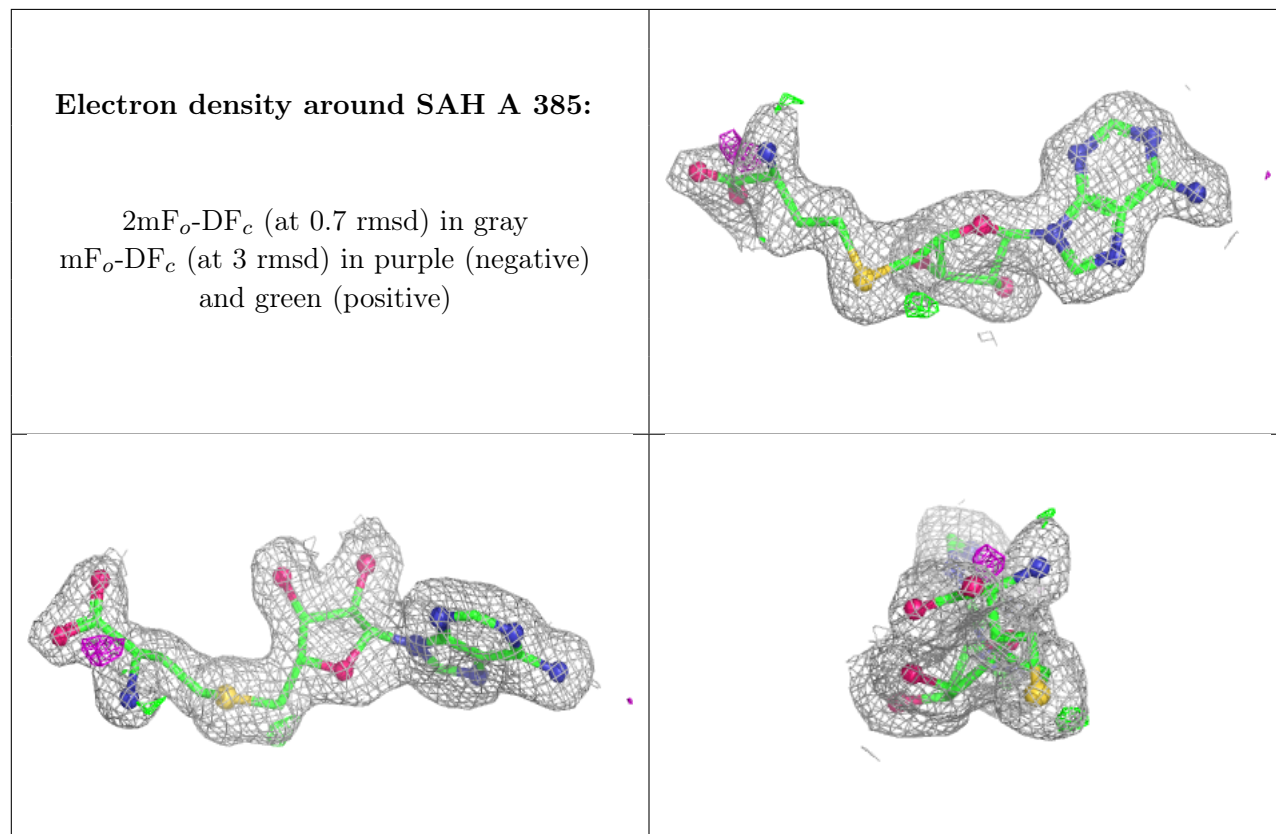 Electron density around SAH A 385:
2mFo-DFc (at 0.7 rmsd) in gray
mFo-DFc (at 3 rmsd) in purple (negative)
and green (positive)